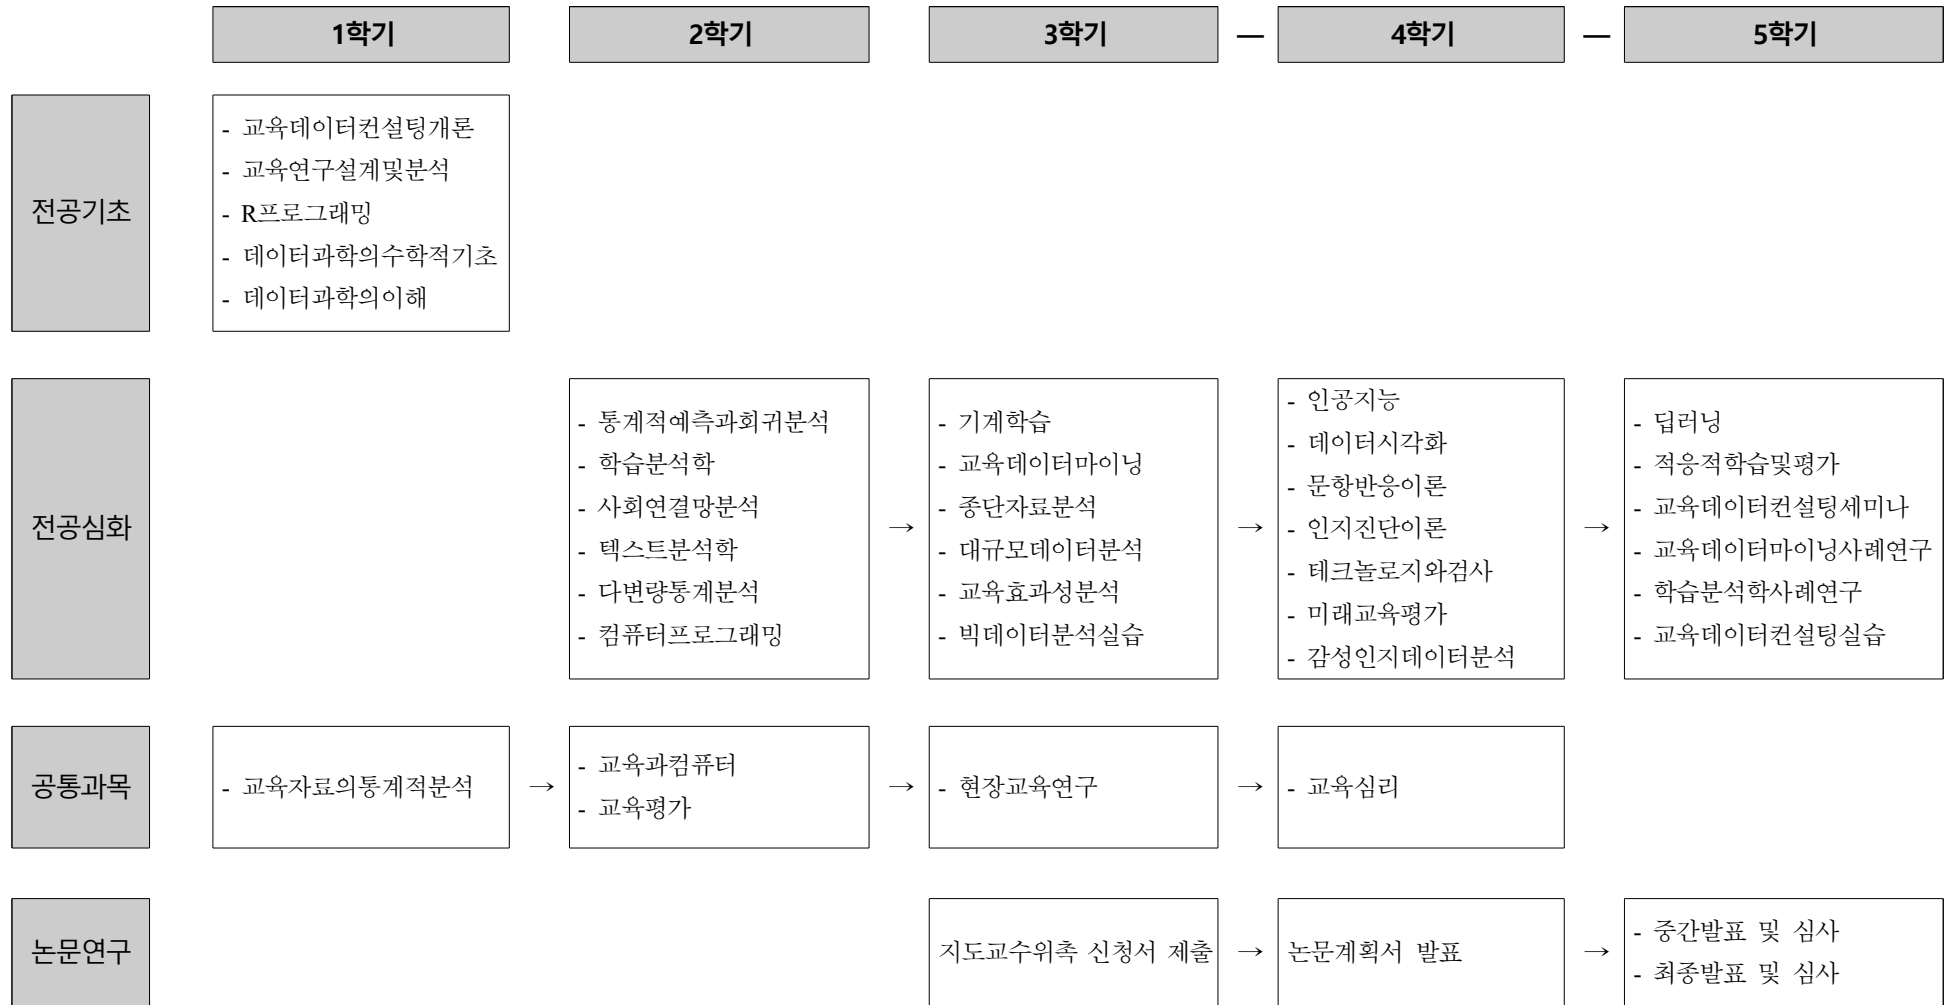 1학기
2학기
3학기
—
4학기
—
5학기
전공기초
- 교육데이터컨설팅개론
- 교육연구설계및분석
- R프로그래밍
- 데이터과학의수학적기초
- 데이터과학의이해
전공심화
- 통계적예측과회귀분석
- 학습분석학
- 사회연결망분석
- 텍스트분석학
- 다변량통계분석
- 컴퓨터프로그래밍
→
- 기계학습
- 교육데이터마이닝
- 종단자료분석
- 대규모데이터분석
- 교육효과성분석
- 빅데이터분석실습
→
- 인공지능
- 데이터시각화
- 문항반응이론
- 인지진단이론
- 테크놀로지와검사
- 미래교육평가
- 감성인지데이터분석
→
- 딥러닝
- 적응적학습및평가
- 교육데이터컨설팅세미나
- 교육데이터마이닝사례연구
- 학습분석학사례연구
- 교육데이터컨설팅실습
공통과목
- 교육자료의통계적분석
→
- 교육과컴퓨터
- 교육평가
→
- 현장교육연구
→
- 교육심리
논문연구
지도교수위촉 신청서 제출
→
논문계획서 발표
→
- 중간발표 및 심사
- 최종발표 및 심사